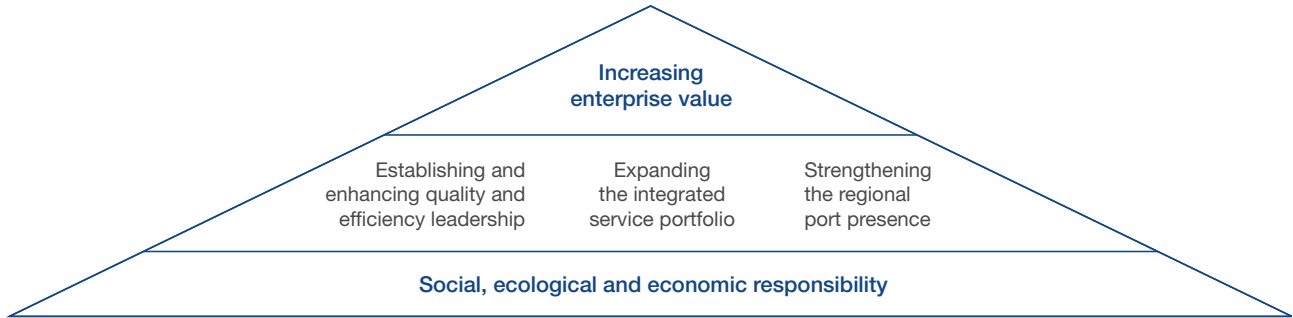 Increasing
enterprise value
Establishing and
enhancing quality and
efficiency leadership
Expanding
the integrated
service portfolio
Strengthening
the regional
port presence
Social, ecological and economic responsibility